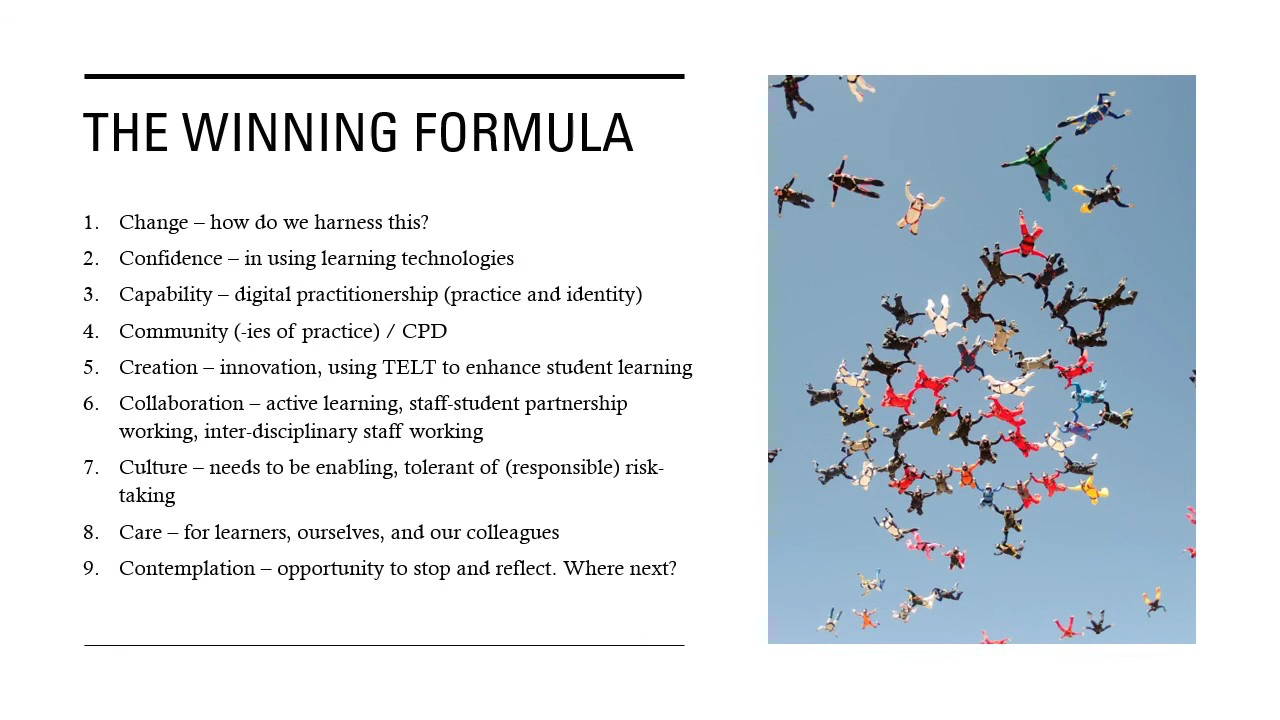 THE WINNING FORMULA
1. Change – how do we harness this?
2. Confidence – in using learning technologies
3. Capability – digital practitionership (practice and identity)
4. Community (-ies of practice) / CPD
5. Creation – innovation, using TELT to enhance student learning
6. Collaboration – active learning, staff-student partnership
working, inter-disciplinary staff working
7. Culture – needs to be enabling, tolerant of (responsible) risk-
taking
8. Care – for learners, ourselves, and our colleagues
9. Contemplation – opportunity to stop and reflect. Where next?